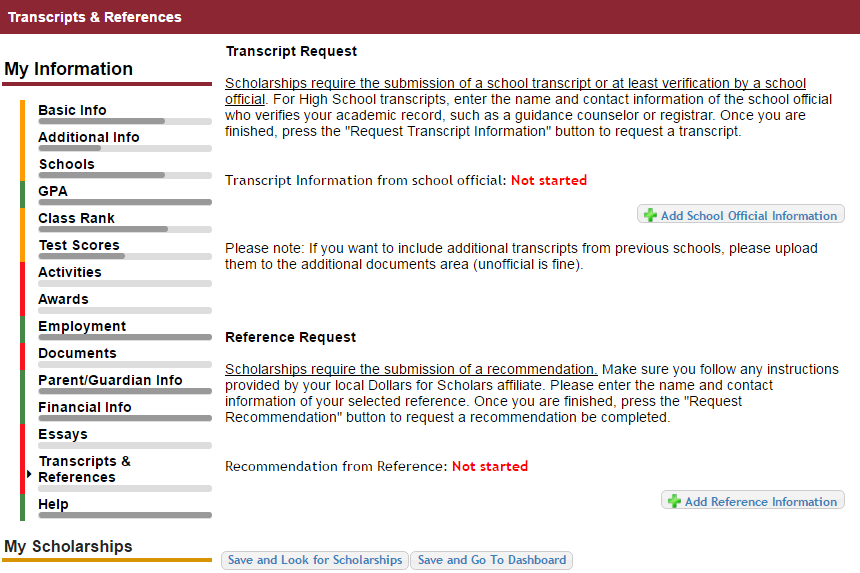 Transcripts & References
My Information
Basic Info
Additional Info
Schools
GPA
Class Rank
Test Scores
Activities
Awards
Employment
Documents
Parent/Guardian Info
Financial Info
Essays
Transcripts &
References
Help
My Scholarships
Transcript Request
Scholarships require the submission of a school transcript or at least verification by a school
official. For High School transcripts, enter the name and contact information of the school official
who verifies your academic record, such as a guidance counselor or registrar. Once you are
finished, press the "Request Transcript Information" button to request a transcript.
Transcript Information from school official: Not started
Add School Official Information
Please note: If you want to include additional transcripts from previous schools, please upload
them to the additional documents area (unofficial is fine).
Reference Request
Scholarships require the submission of a recommendation. Make sure you follow any instructions
provided by your local Dollars for Scholars affiliate. Please enter the name and contact
information of your selected reference. Once you are finished, press the "Request
Recommendation" button to request a recommendation be completed.
Recommendation from Reference: Not started
Add Reference Information
Save and Look for Scholarships
Save and Go To Dashboard